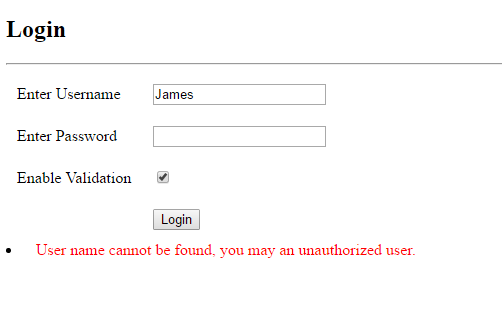 Login
Enter Username James
Enter Password
Enable Validation
Login
User name cannot be found, you may an unauthorized user.